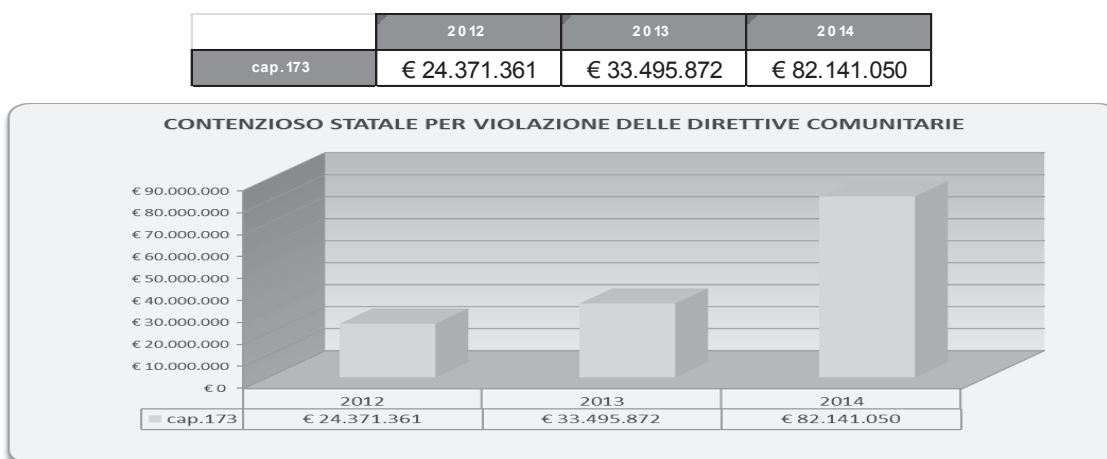 2012 2013 2014
cap.173 € 24.371.361 € 33.495.872 € 82.141.050
CONTENZIOSO STATALE PER VIOLAZIONE DELLE DIRETTIVE COMUNITARIE
€ 90.000.000
€ 80.000.000
€ 70.000.000
€ 60.000.000
€ 50.000.000
€ 40.000.000
€ 30.000.000
€ 20.000.000
€ 10.000.000
€ 0
2012 2013 2014
cap.173 € 24.371.361 € 33.495.872 € 82.141.050